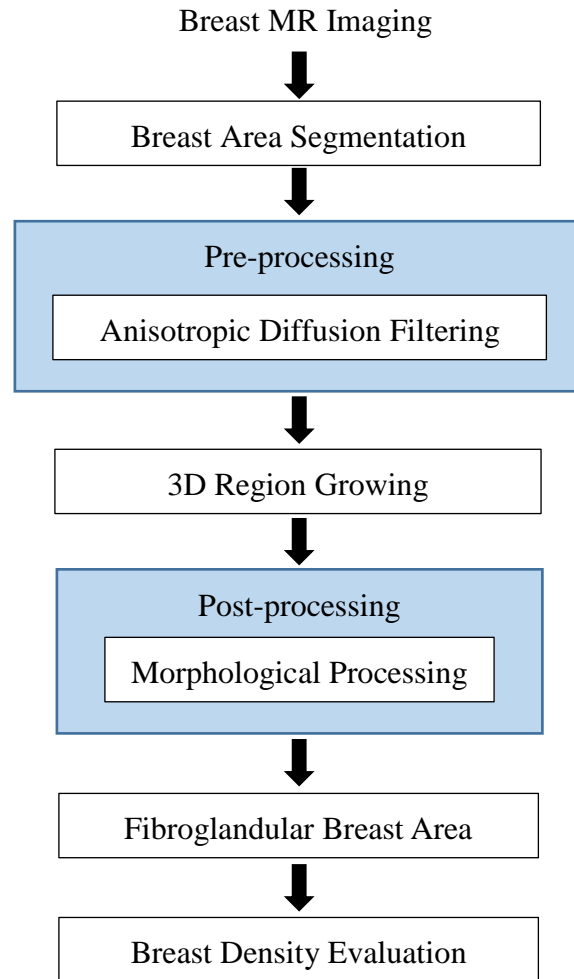 Breast MR Imaging
Breast Area Segmentation
Pre-processing
Anisotropic Diffusion Filtering
3D Region Growing
Post-processing
Morphological Processing
Fibroglandular Breast Area
Breast Density Evaluation